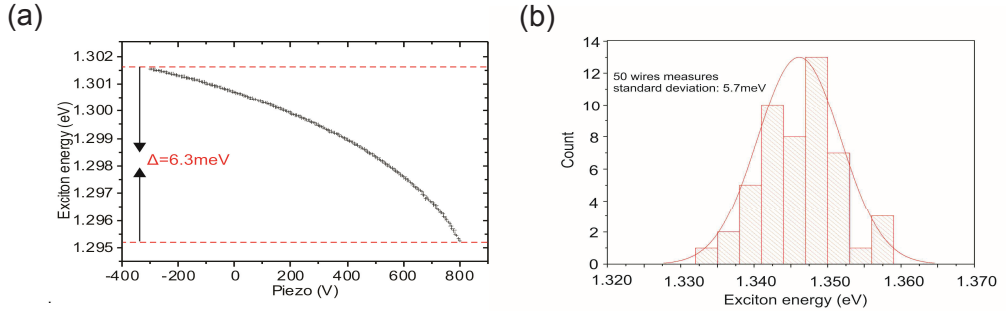 (a)
(b)
Exciton energy (eV)
1.302
1.301
1.300
1.299
1.298
1.297
1.296
1.295
Δ=6.3meV
-400 -200 0 200 400 600 800
Piezo (V)
Count
14
12
10
8
6
4
2
0
50 wires measures
standard deviation: 5.7meV
1.320 1.330 1.340 1.350 1.360 1.370
Exciton energy (eV)